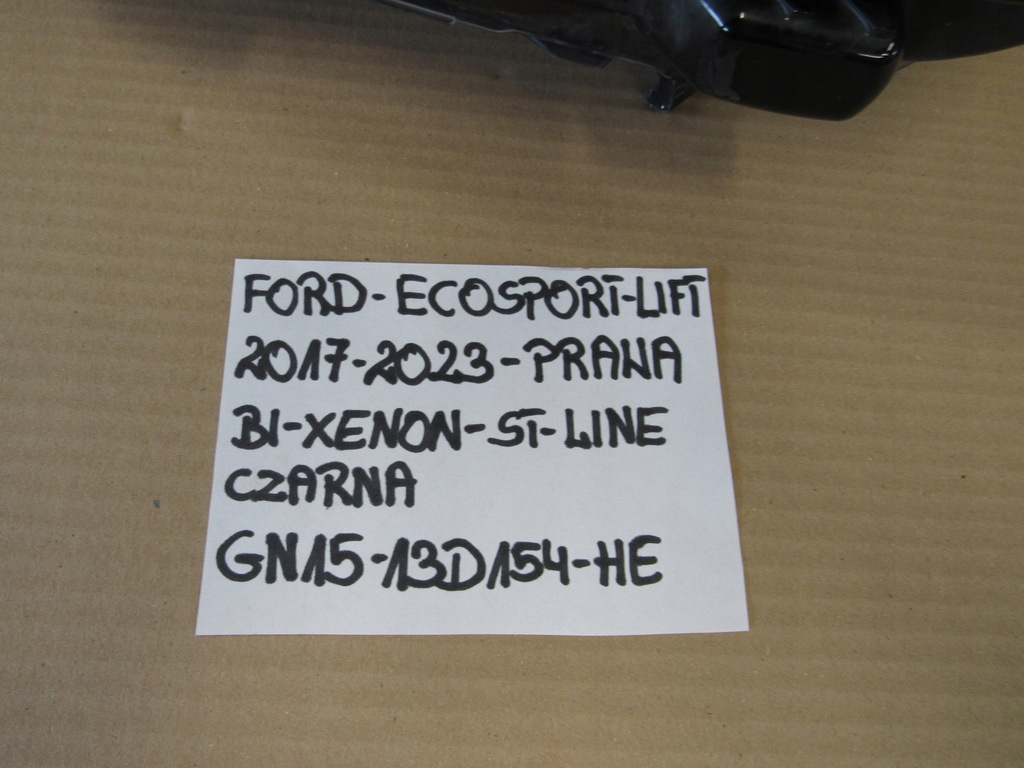 FORD-ECOSPORT-LIFT
2017-2023-PRAWA
BI-XENON-ST-LINE
CZARNA
GN15-13D154-HE